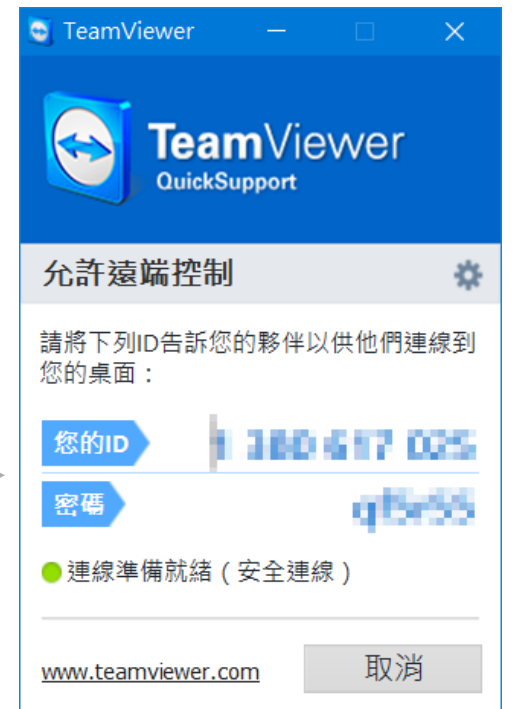 TeamViewer
TeamViewer
QuickSupport
允許遠端控制
請將下列ID告訴您的夥伴以供他們連線到
您的桌面：
您的ID
密碼
連線準備就緒（安全連線）
www.teamviewer.com
取消